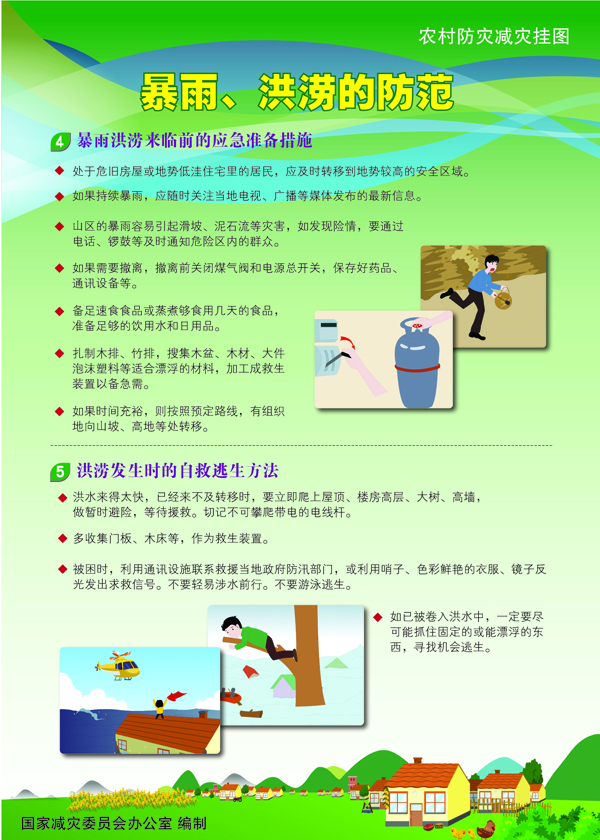 农村防灾减灾挂图
暴雨、洪涝的防范
4 暴雨洪涝来临前的应急准备措施
◆ 处于危旧房屋或地势低洼住宅里的居民，应及时转移到地势较高的安全区域。
◆ 如果持续暴雨，应随时关注当地电视、广播等媒体发布的最新信息。
◆ 山区的暴雨容易引起滑坡、泥石流等灾害，如发现险情，要通过
电话、锣鼓等及时通知危险区内的群众。
◆ 如果需要撤离，撤离前关闭煤气阀和电源总开关，保存好药品、
通讯设备等。
◆ 备足速食食品或蒸煮够食用几天的食品，
准备足够的饮用水和日用品。
◆ 扎制木排、竹排，搜集木盆、木材、大件
泡沫塑料等适合漂浮的材料，加工成救生
装置以备急需。
◆ 如果时间充裕，则按照预定路线，有组织
地向山坡、高地等处转移。
5 洪涝发生时的自救逃生方法
◆ 洪水来得太快，已经来不及转移时，要立即爬上屋顶、楼房高层、大树、高墙，
做暂时避险，等待援救。切记不可攀爬带电的电线杆。
◆ 多收集门板、木床等，作为救生装置。
◆ 被困时，利用通讯设施联系救援当地政府防汛部门，或利用哨子、色彩鲜艳的衣服、镜子反
光发出求救信号。不要轻易涉水前行。不要游泳逃生。
◆ 如已被卷入洪水中，一定要尽
可能抓住固定的或能漂浮的东
西，寻找机会逃生。
国家减灾委员会办公室 编制